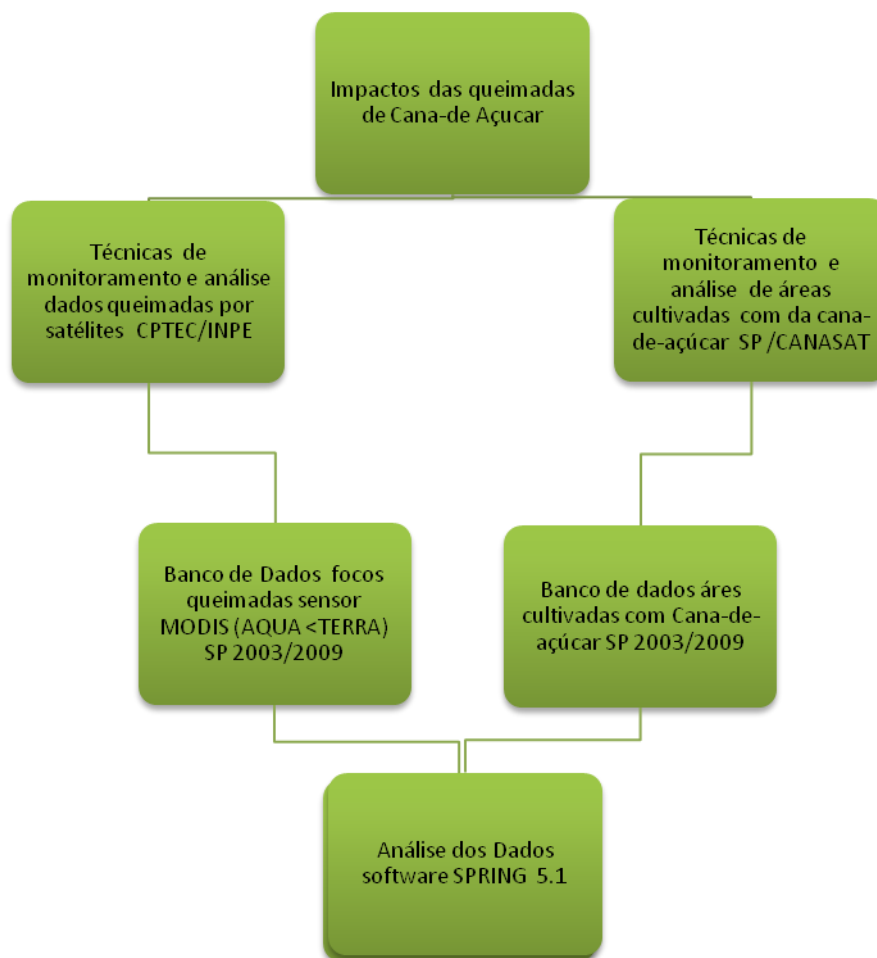 Impactos das queimadas
de Cana-de Açucar
Técnicas de
monitoramento e análise
dados queimadas por
satélites CPTEC/INPE
Técnicas de
monitoramento e
análise de áreas
cultivadas com da cana-
de-açúcar SP /CANASAT
Banco de Dados focos
queimadas sensor
MODIS (AQUA <TERRA)
SP 2003/2009
Banco de dados áres
cultivadas com Cana-de-
açúcar SP 2003/2009
Análise dos Dados
software SPRING 5.1